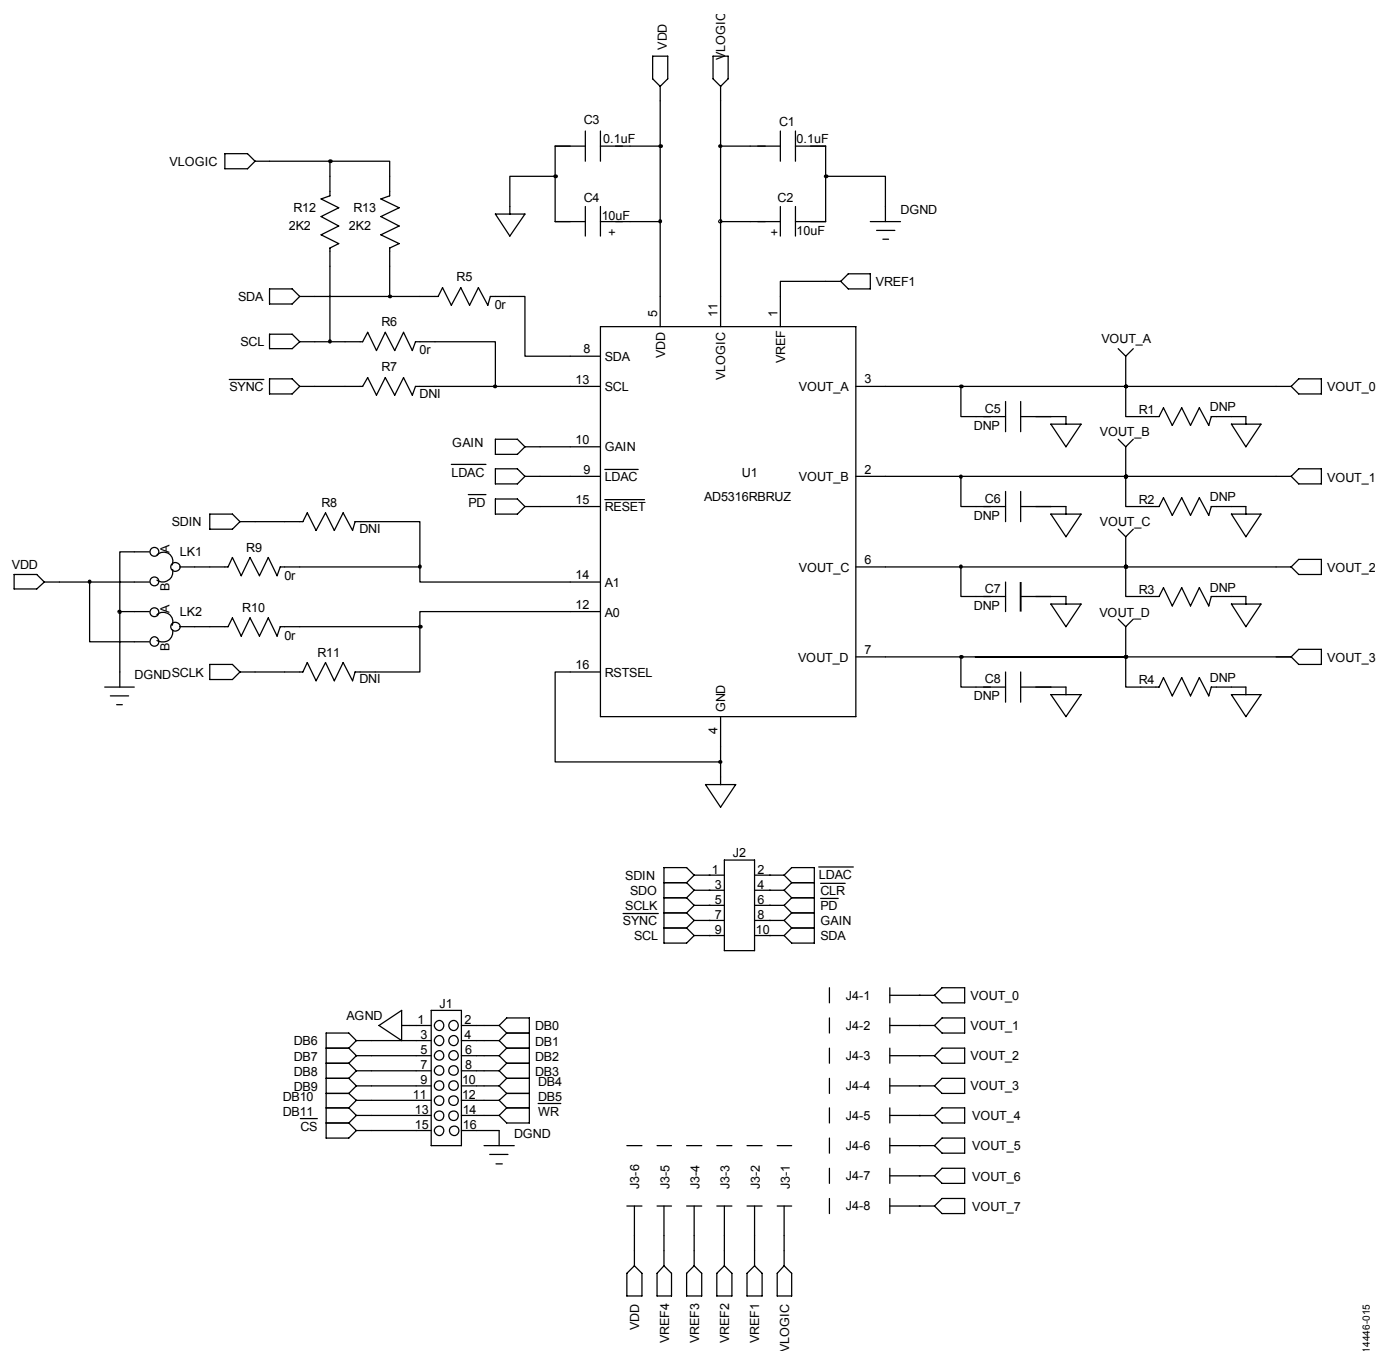 VDD
VLOGIC
C3
0.1uF
C1
0.1uF
VLOGIC
R12
2K2
R13
2K2
C4
10uF
+
C2
+
10uF
DGND
SDA
R5
0r
VREF1
SCL
R6
0r
SYNC
R7
DNI
5
VDD
11
VLOGIC
1
VREF
8
SDA
13
SCL
GAIN
10
GAIN
LDAC
9
LDAC
PD
15
RESET
U1
AD5316RBRUZ
VOUT_A
3
VOUT_A
VOUT_0
C5
DNP
R1
DNP
VOUT_B
VOUT_B
2
VOUT_1
C6
DNP
R2
DNP
VOUT_C
VOUT_C
6
VOUT_2
C7
DNP
R3
DNP
VOUT_D
VOUT_D
7
VOUT_3
C8
DNP
R4
DNP
SDIN
R8
DNI
VDD
A
B
LK1
R9
0r
14
A1
A
B
LK2
R10
0r
12
A0
DGND
SCLK
R11
DNI
16
RSTSEL
GND
4
J2
SDIN
1
2
LDAC
SDO
3
4
CLR
SCLK
5
6
PD
SYNC
7
8
GAIN
SCL
9
10
SDA
J1
AGND
1
2
DB0
DB6
3
4
DB1
DB7
5
6
DB2
DB8
7
8
DB3
DB9
9
10
DB4
DB10
11
12
DB5
DB11
13
14
WR
CS
15
16
DGND
J4-1
VOUT_0
J4-2
VOUT_1
J4-3
VOUT_2
J4-4
VOUT_3
J4-5
VOUT_4
J4-6
VOUT_5
J4-7
VOUT_6
J4-8
VOUT_7
J3-6
J3-5
J3-4
J3-3
J3-2
J3-1
VDD
VREF4
VREF3
VREF2
VREF1
VLOGIC
14446-015